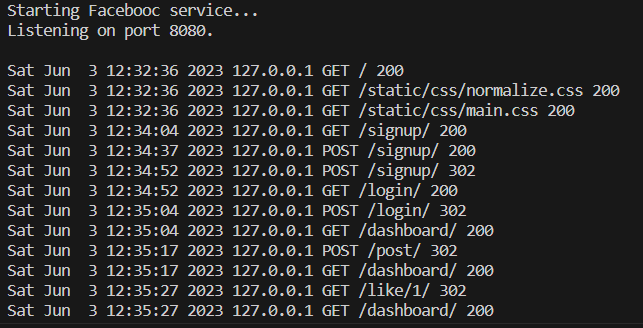 Starting Facebooc service...
Listening on port 8080.

Sat Jun  3 12:32:36 2023 127.0.0.1 GET / 200
Sat Jun  3 12:32:36 2023 127.0.0.1 GET /static/css/normalize.css 200
Sat Jun  3 12:32:36 2023 127.0.0.1 GET /static/css/main.css 200
Sat Jun  3 12:34:04 2023 127.0.0.1 GET /signup/ 200
Sat Jun  3 12:34:37 2023 127.0.0.1 POST /signup/ 200
Sat Jun  3 12:34:52 2023 127.0.0.1 POST /signup/ 302
Sat Jun  3 12:34:52 2023 127.0.0.1 GET /login/ 200
Sat Jun  3 12:35:04 2023 127.0.0.1 POST /login/ 302
Sat Jun  3 12:35:04 2023 127.0.0.1 GET /dashboard/ 200
Sat Jun  3 12:35:17 2023 127.0.0.1 POST /post/ 302
Sat Jun  3 12:35:17 2023 127.0.0.1 GET /dashboard/ 200
Sat Jun  3 12:35:27 2023 127.0.0.1 GET /like/1/ 302
Sat Jun  3 12:35:27 2023 127.0.0.1 GET /dashboard/ 200